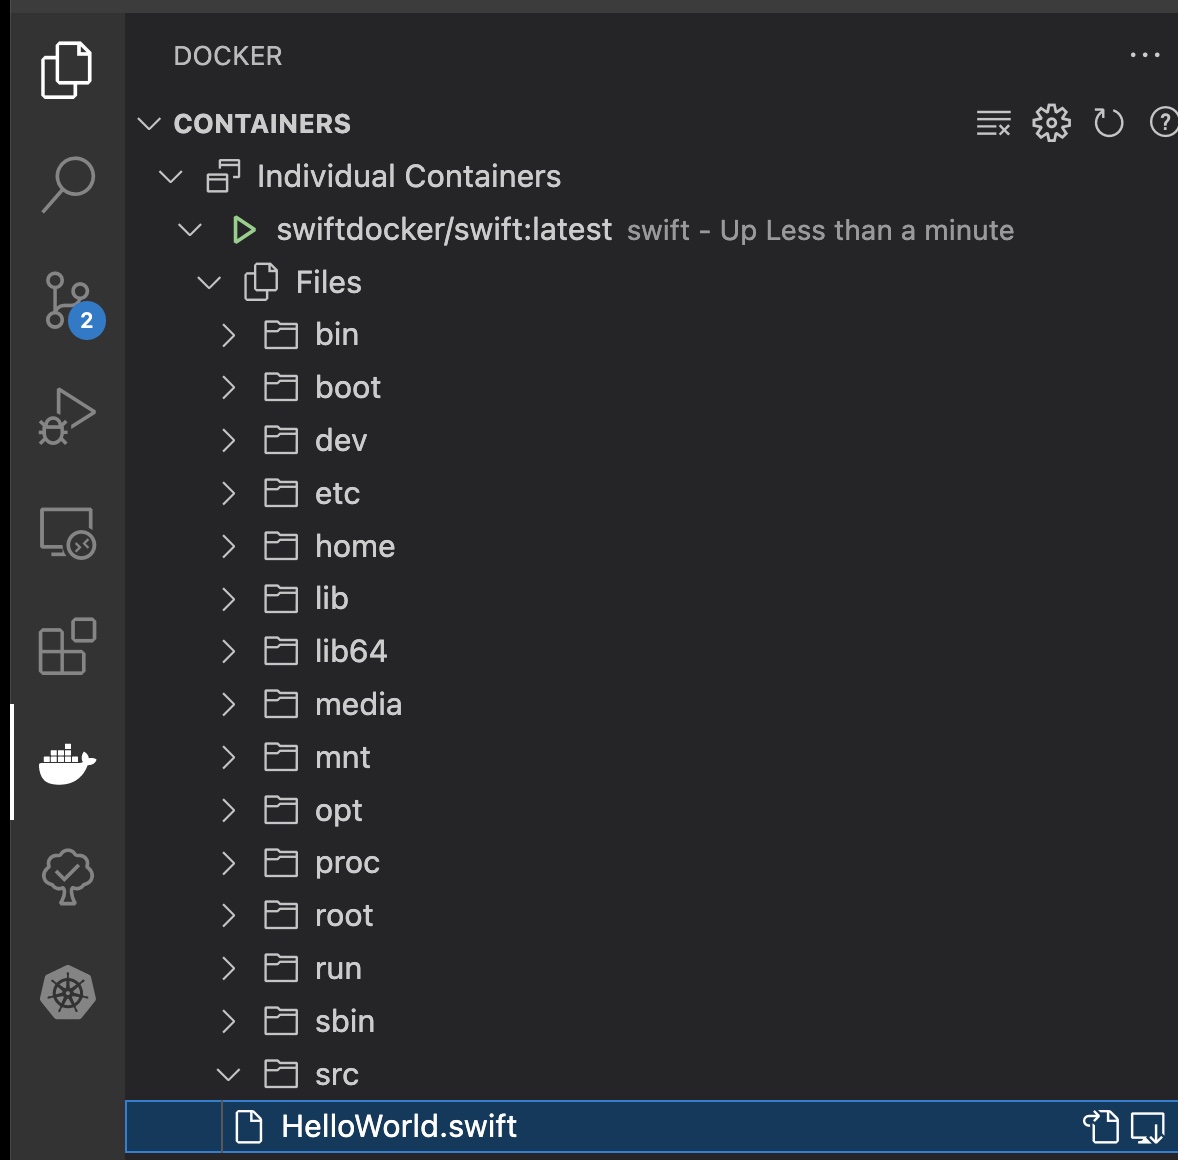 DOCKER
CONTAINERS
Individual Containers
swiftdocker/swift:latest swift - Up Less than a minute
Files
bin
boot
2
dev
etc
home
lib
lib64
media
mnt
opt
proc
root
run
sbin
src
HelloWorld.swift